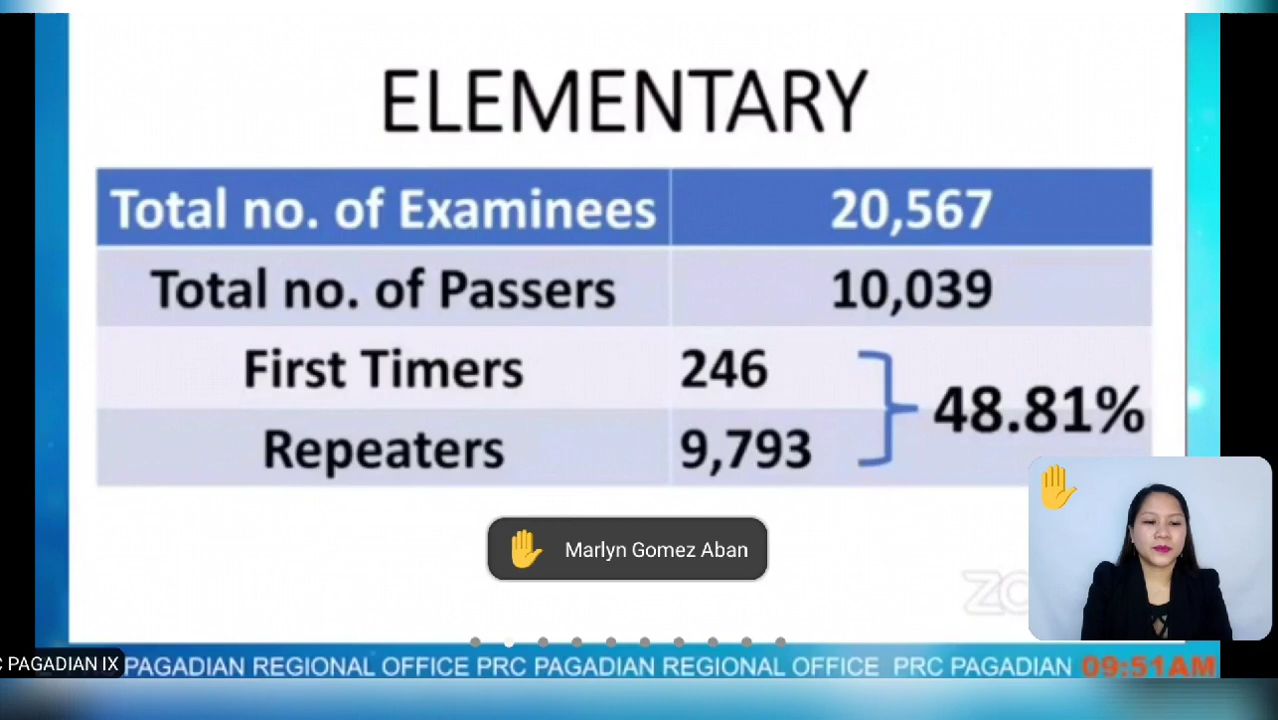 ELEMENTARY
Total no. of Examinees 20,567
Total no. of Passers 10,039
First Timers 246
48.81%
Repeaters 9,793
Marlyn Gomez Aban
PAGADIAN IX PAGADIAN REGIONAL OFFICE PRC PAGADIAN REGIONAL OFFICE PRC PAGADIAN 09:51AM